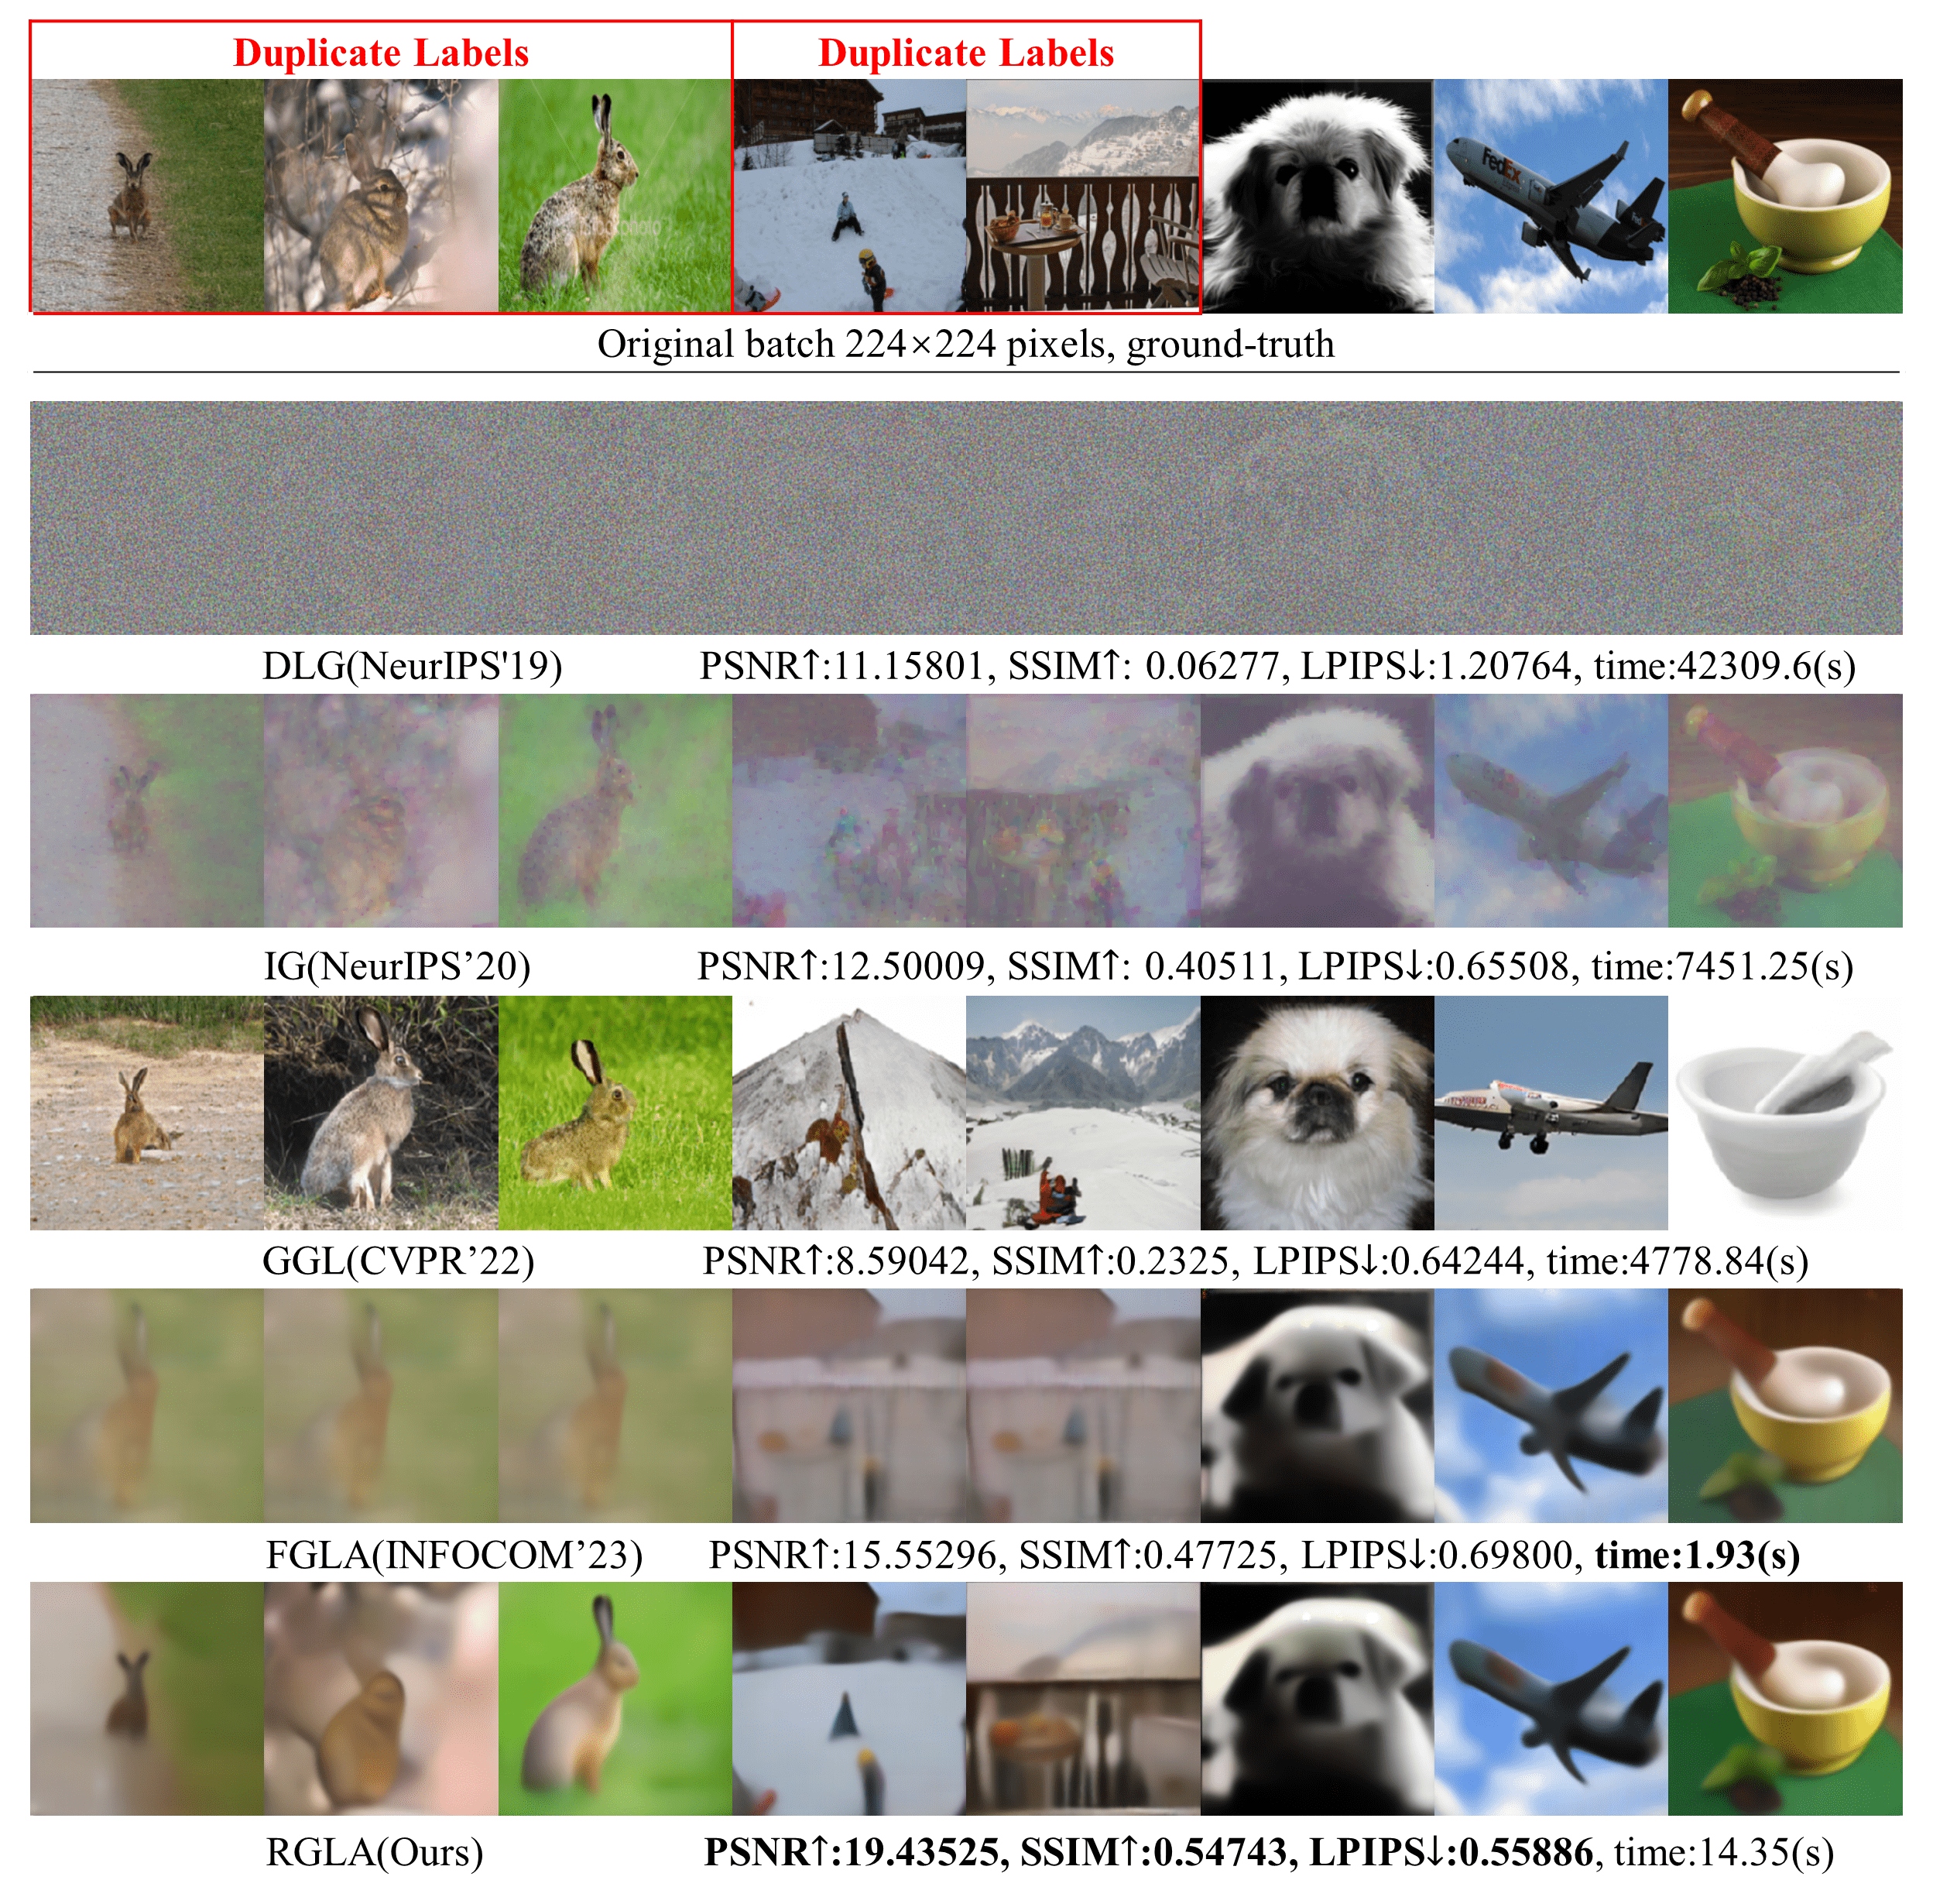 Duplicate Labels Duplicate Labels
FedEx
Original batch 224×224 pixels, ground-truth
DLG(NeurIPS'19) PSNR↑:11.15801, SSIM↑: 0.06277, LPIPS↓:1.20764, time:42309.6(s)
IG(NeurIPS’20) PSNR↑:12.50009, SSIM↑: 0.40511, LPIPS↓:0.65508, time:7451.25(s)
GGL(CVPR’22) PSNR↑:8.59042, SSIM↑:0.2325, LPIPS↓:0.64244, time:4778.84(s)
FGLA(INFOCOM’23) PSNR↑:15.55296, SSIM↑:0.47725, LPIPS↓:0.69800, time:1.93(s)
RGLA(Ours) PSNR↑:19.43525, SSIM↑:0.54743, LPIPS↓:0.55886, time:14.35(s)